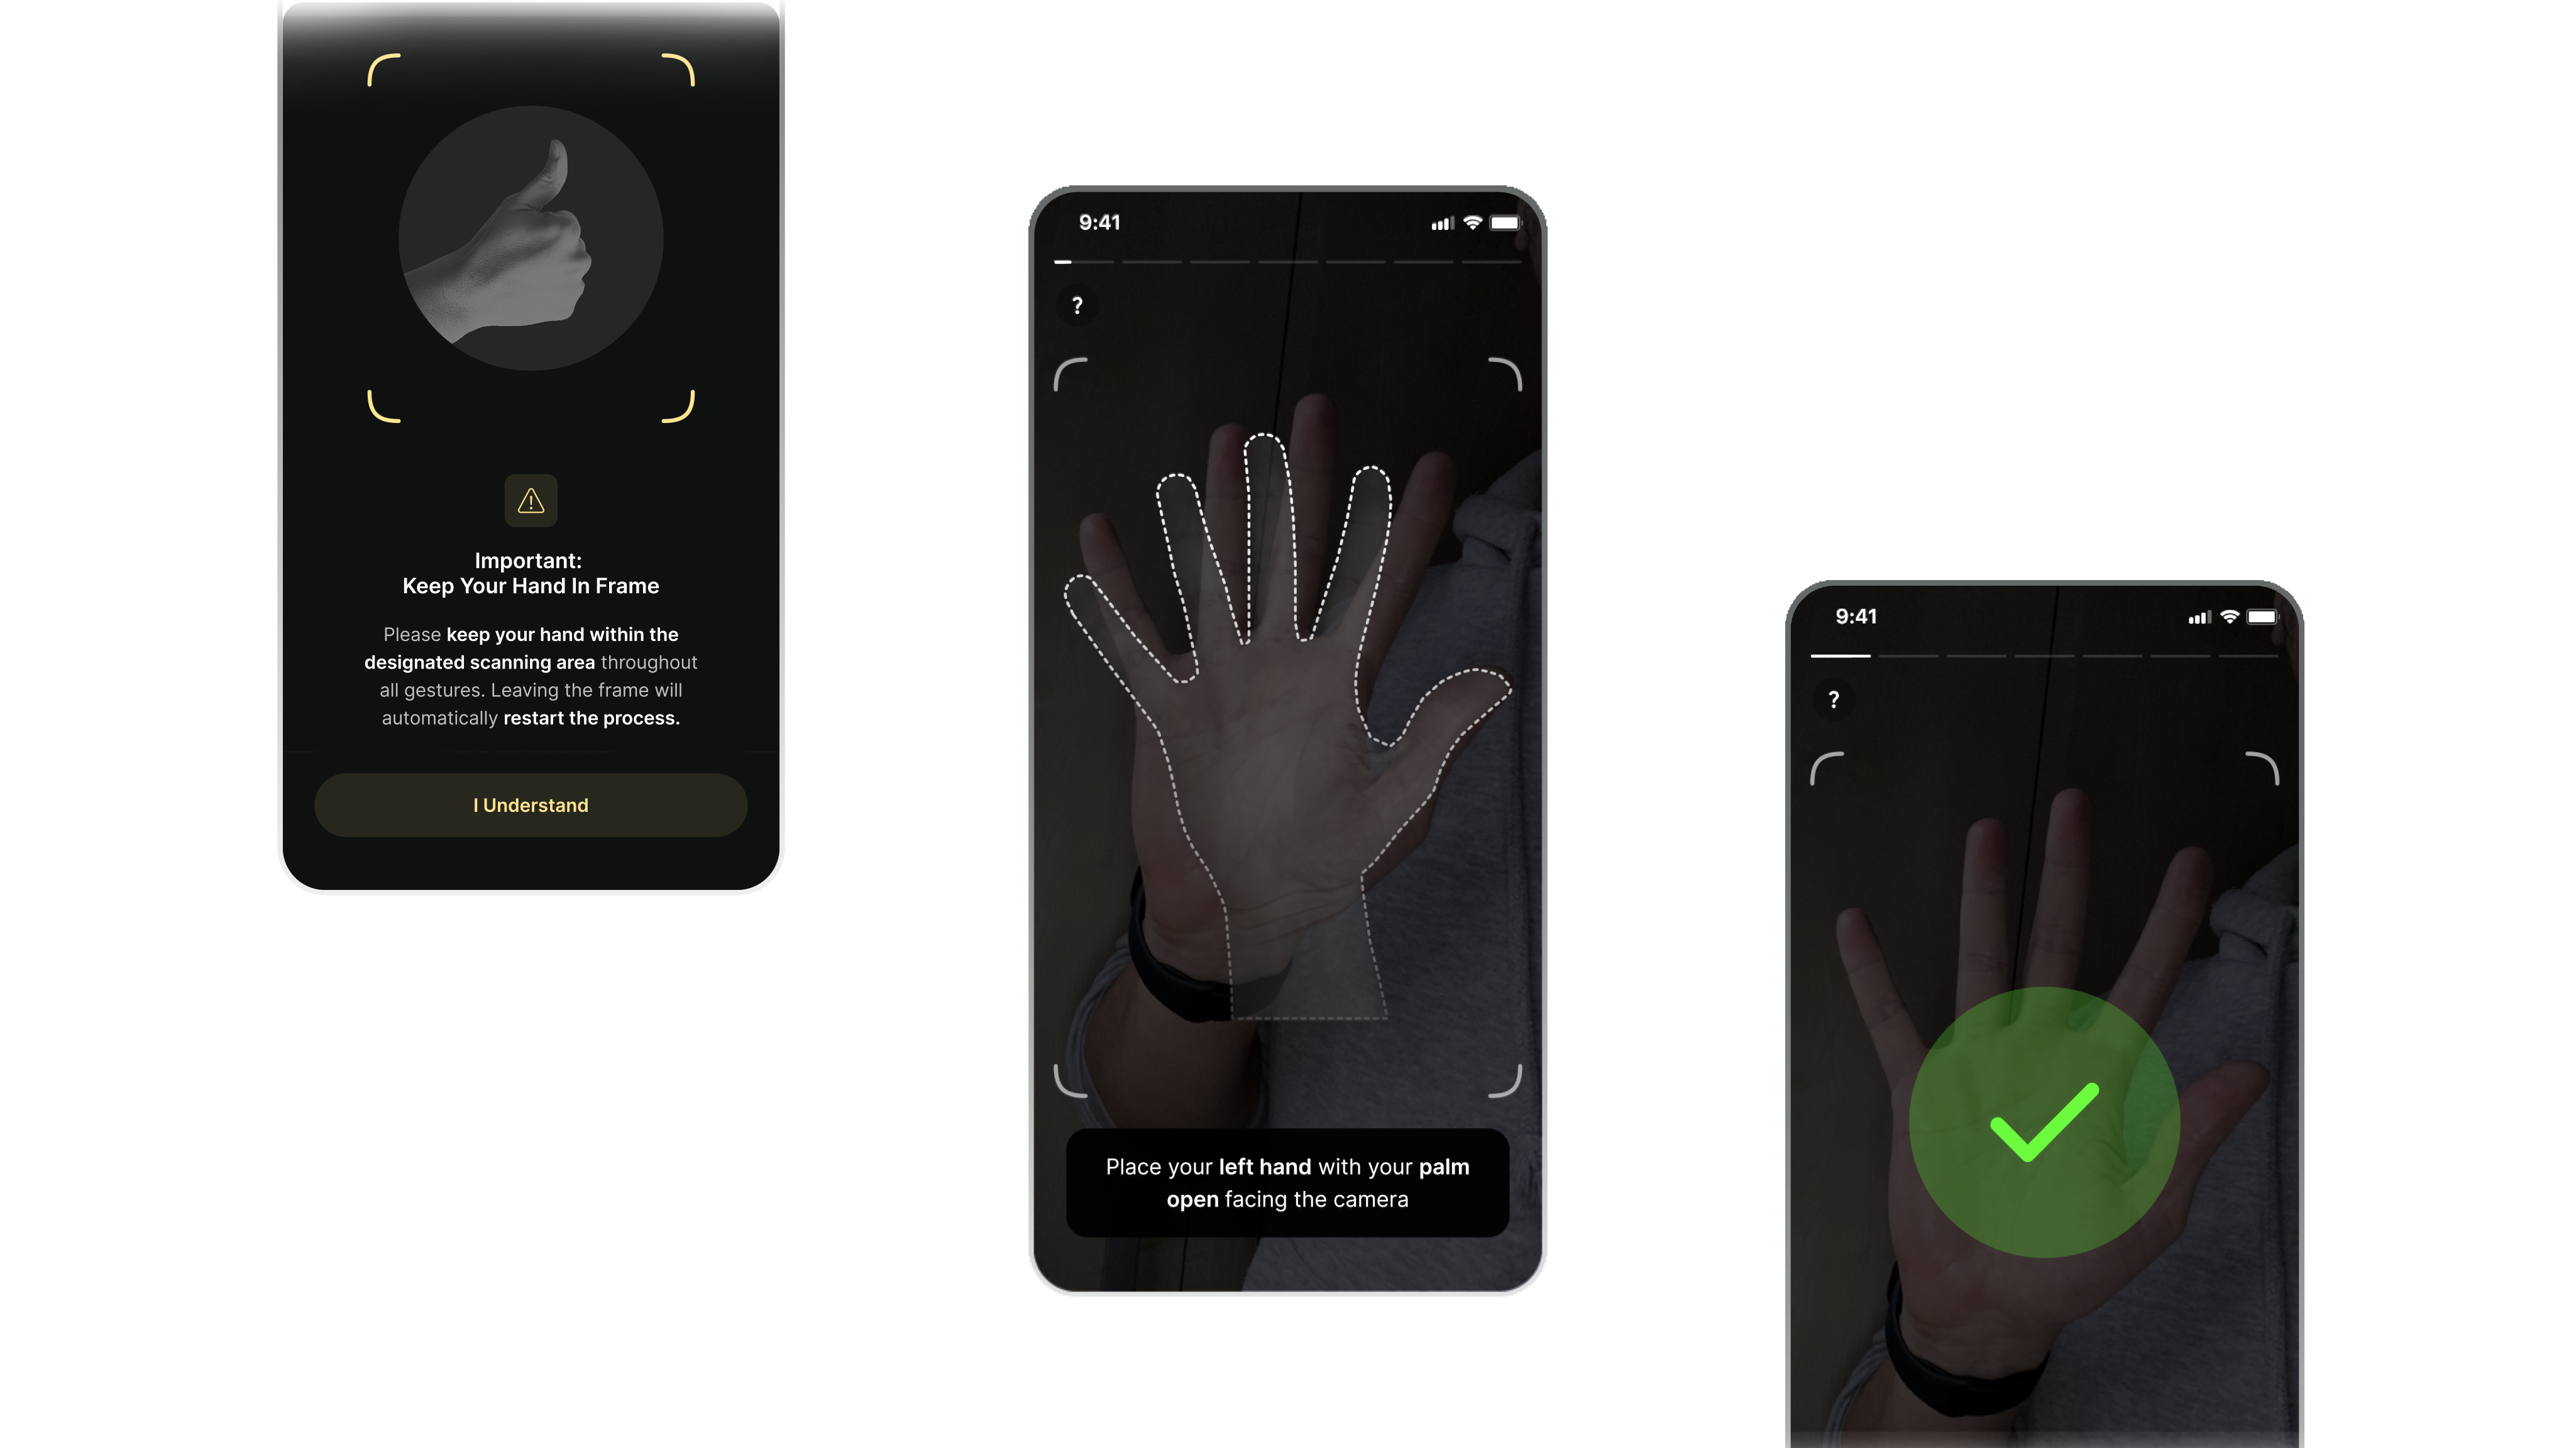 Important:
Keep Your Hand In Frame
Please keep your hand within the
designated scanning area throughout
all gestures. Leaving the frame will
automatically restart the process.
I Understand
9:41
?
Place your left hand with your palm
open facing the camera
9:41
?